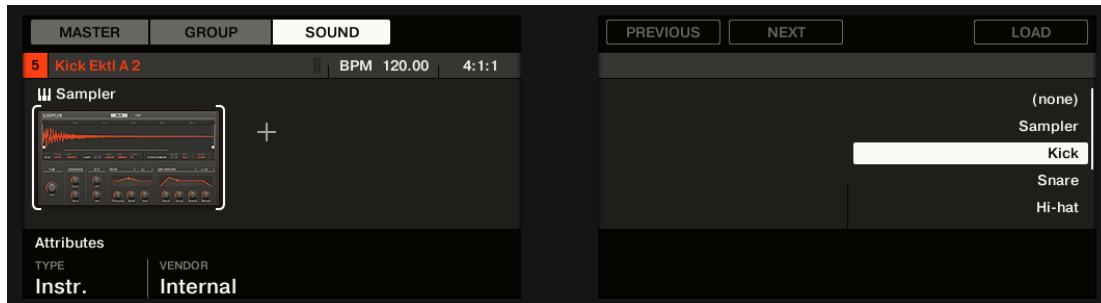 MASTER GROUP SOUND
5 Kick Ektl A 2 BPM 120.00 4:1:1
Sampler
SAMPLER
+
Attributes
TYPE VENDOR
Instr. Internal
PREVIOUS NEXT LOAD
(none)
Sampler
Kick
Snare
Hi-hat